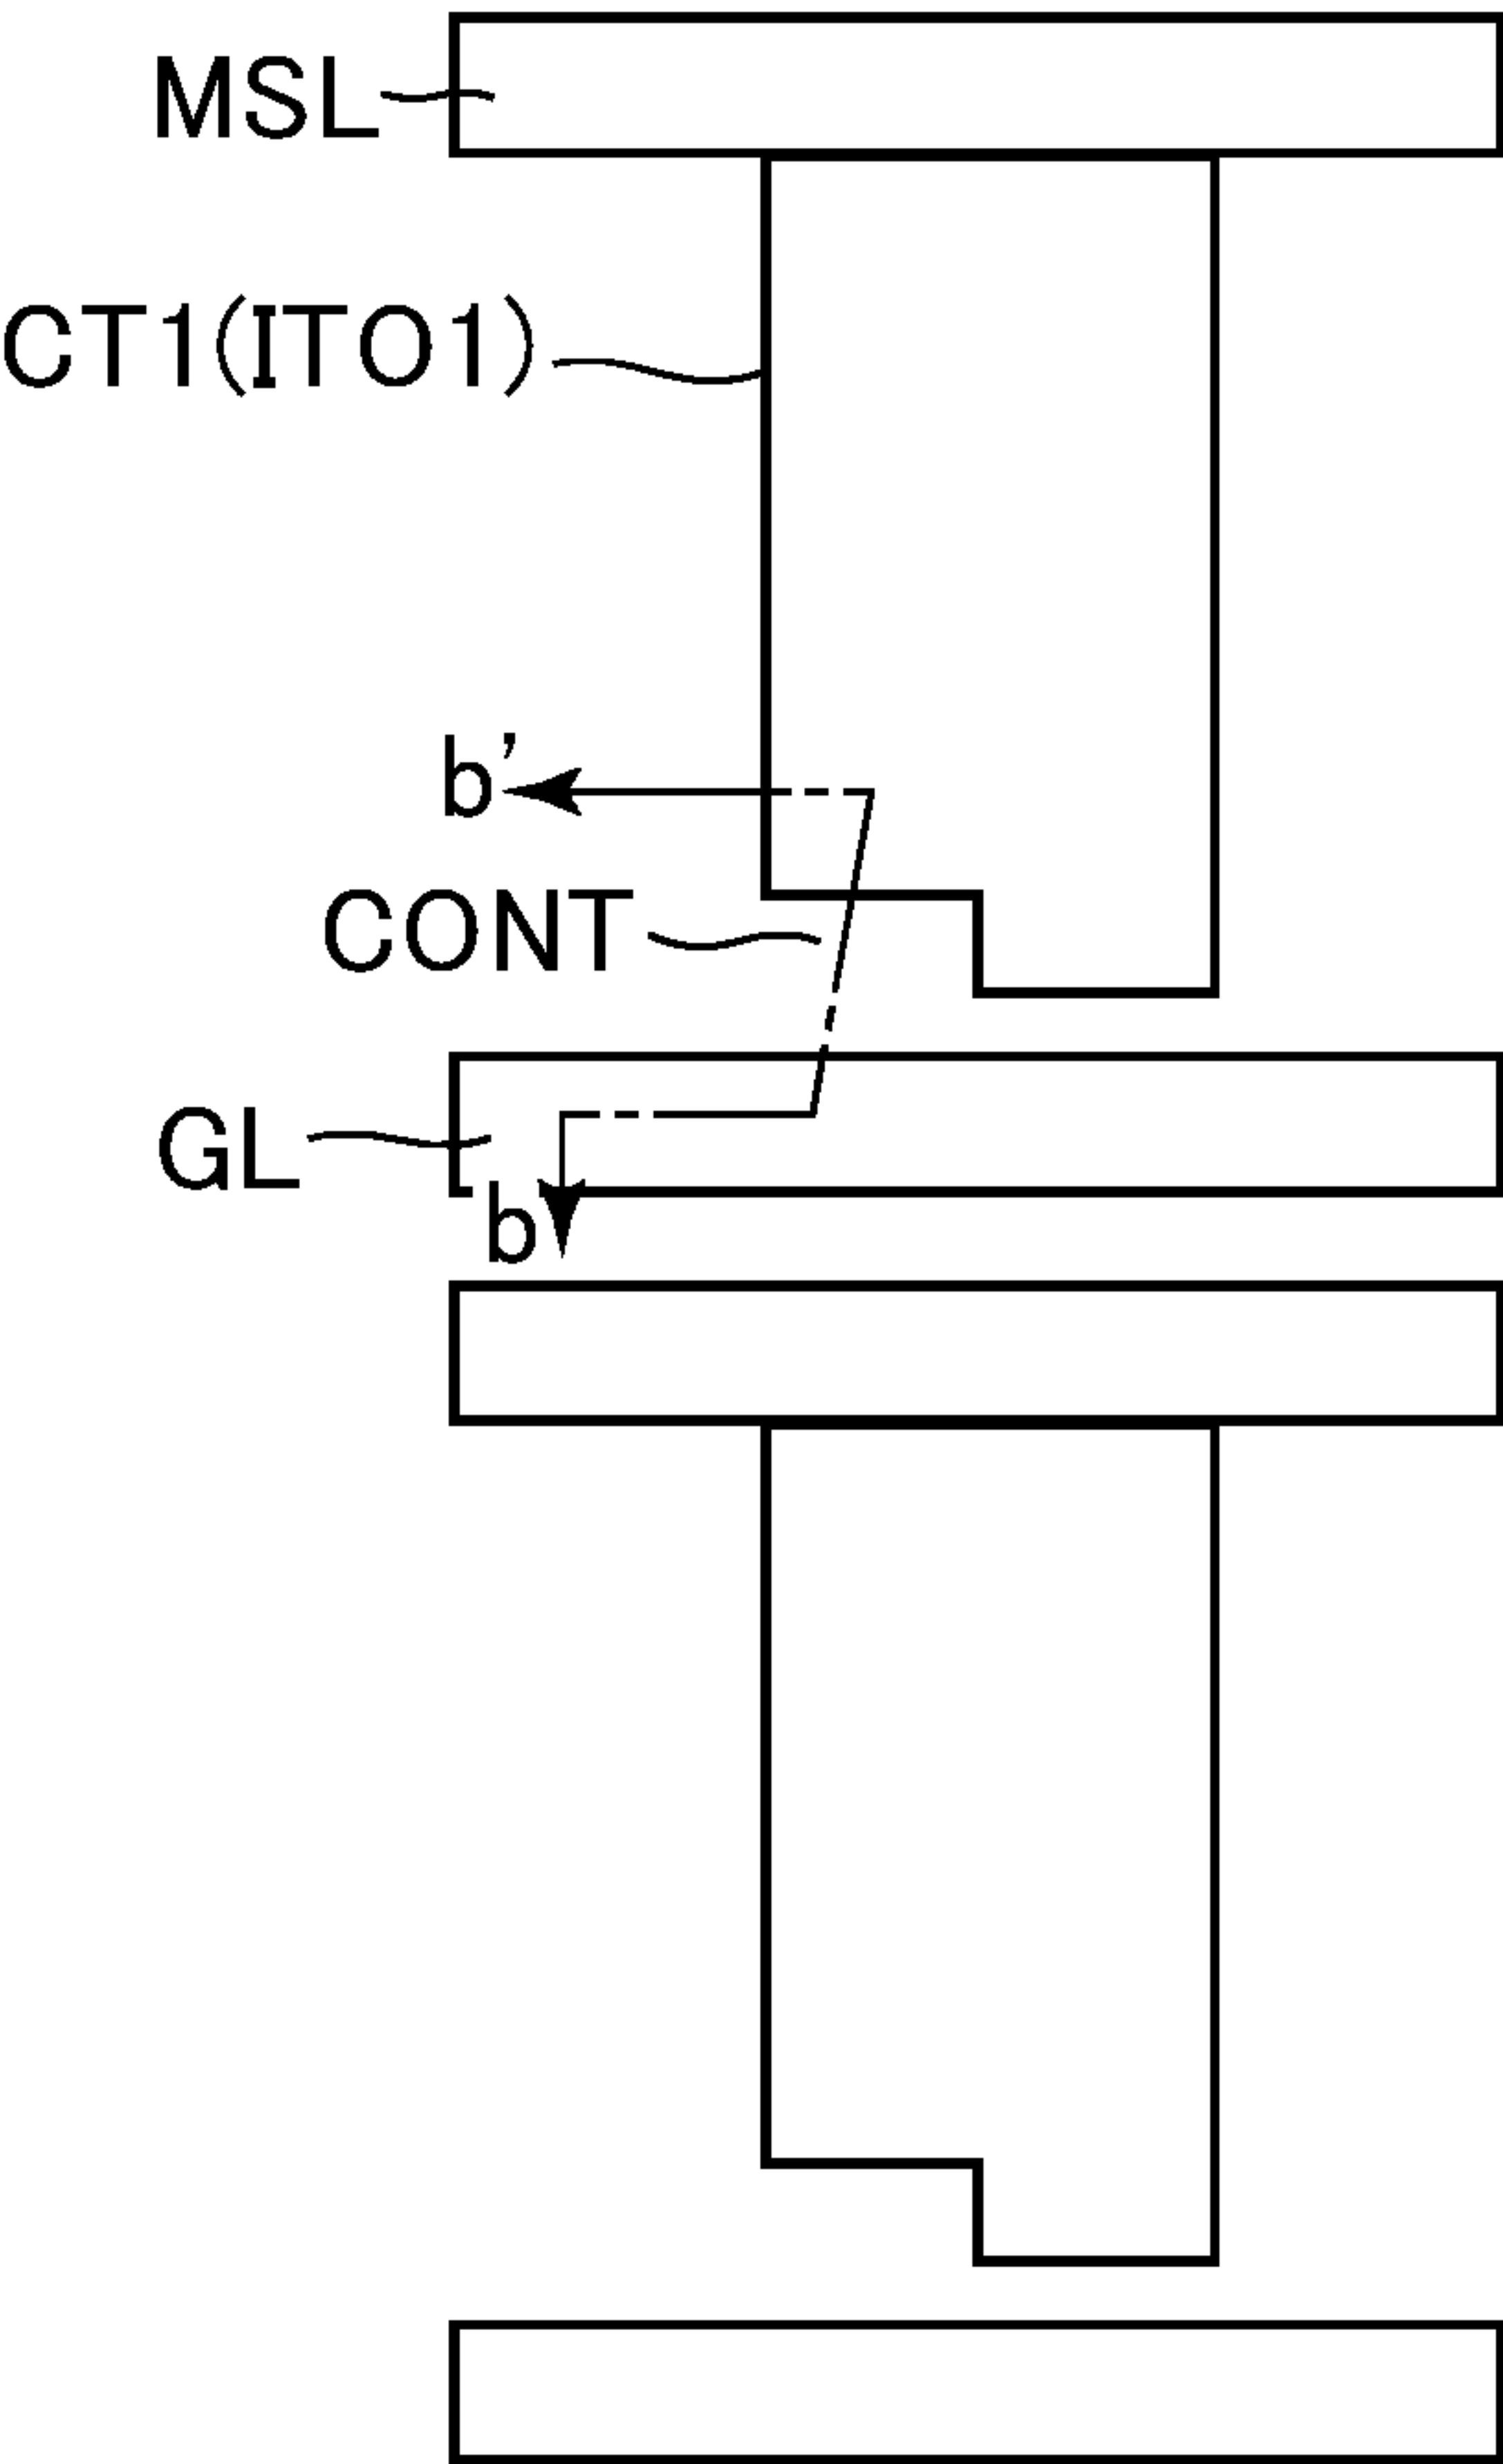 MSL
CT1(ITO1)
b'
CONT
GL
b